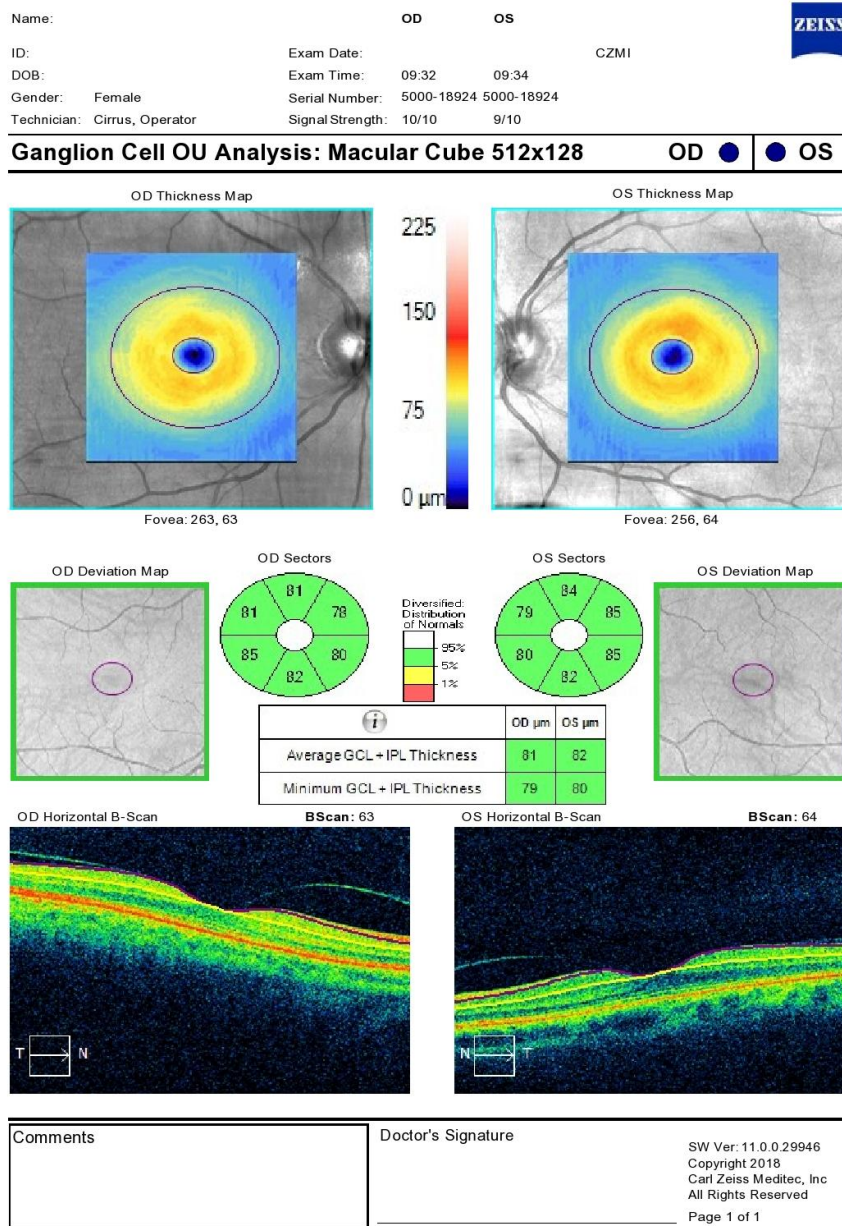 Name: OD OS
ZEISS
ID: Exam Date: CZMI
DOB: Exam Time: 09:32 09:34
Gender: Female Serial Number: 5000-18924 5000-18924
Technician: Cirrus, Operator Signal Strength: 10/10 9/10
Ganglion Cell OU Analysis: Macular Cube 512x128 OD OS
OD Thickness Map OS Thickness Map
225
150
75
0 µm
Fovea: 263, 63 Fovea: 256, 64
OD Deviation Map OD Sectors OS Sectors OS Deviation Map
81 84
81 78 79 85
85 80 80 85
82 82
Diversified:
Distribution
of Normals
95%
5%
1%
i OD µm OS µm
Average GCL + IPL Thickness 81 82
Minimum GCL + IPL Thickness 79 80
OD Horizontal B-Scan BScan: 63 OS Horizontal B-Scan BScan: 64
T N N T
Comments Doctor's Signature
SW Ver: 11.0.0.29946
Copyright 2018
Carl Zeiss Meditec, Inc
All Rights Reserved
Page 1 of 1